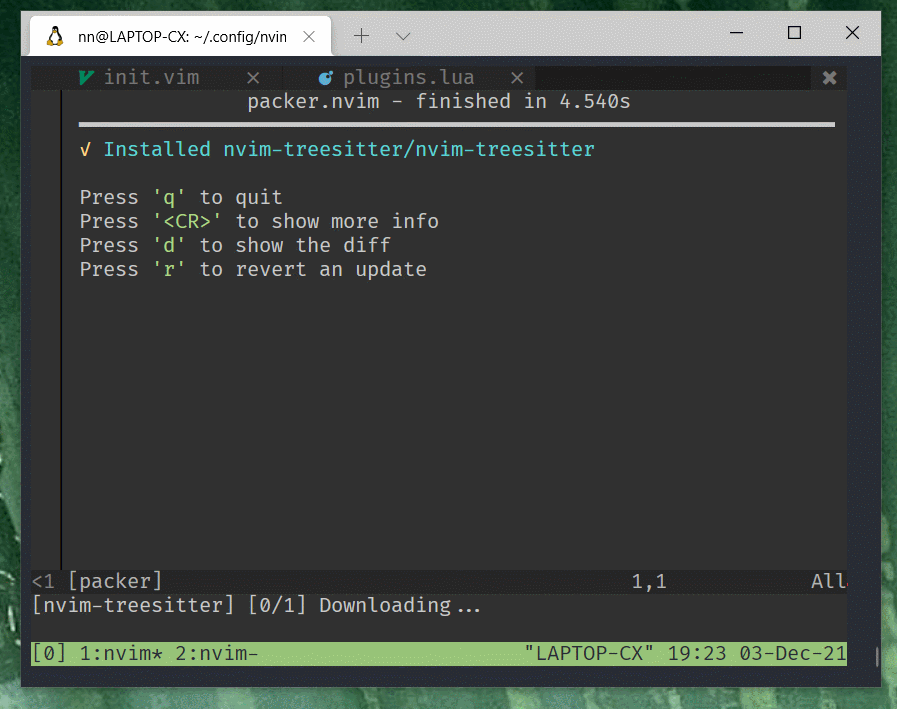 nn@LAPTOP-CX: ~/.config/nvin
init.vim plugins.lua
packer.nvim - finished in 4.540s
√ Installed nvim-treesitter/nvim-treesitter
Press 'q' to quit
Press '<CR>' to show more info
Press 'd' to show the diff
Press 'r' to revert an update
<1 [packer] 1,1 All
[nvim-treesitter] [0/1] Downloading...
[0] 1:nvim* 2:nvim- "LAPTOP-CX" 19:23 03-Dec-21